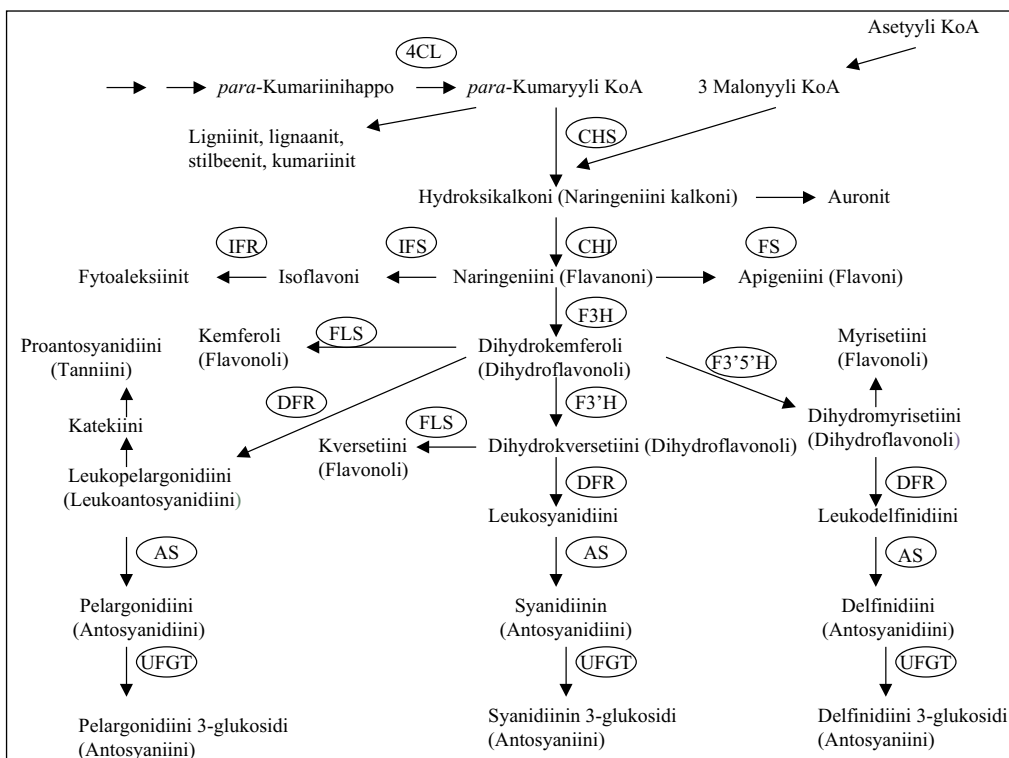 Asetyyli KoA
4CL
para-Kumariinihappo
para-Kumaryyli KoA
3 Malonyyli KoA
Ligniinit, lignaanit,
stilbeenit, kumariinit
CHS
Hydroksikalkoni (Naringeniini kalkoni)
Auronit
IFR
IFS
CHI
FS
Fytoaleksiinit
Isoflavoni
Naringeniini (Flavanoni)
Apigeniini (Flavoni)
F3H
Proantosyanidiini
(Tanniini)
Kemferoli
(Flavonoli)
FLS
Dihydrokemferoli
(Dihydroflavonoli)
F3'5'H
Myrisetiini
(Flavonoli)
DFR
F3'H
Katekiini
FLS
Kversetiini
(Flavonoli)
Dihydrokversetiini (Dihydroflavonoli)
Dihydromyrisetiini
(Dihydroflavonoli)
Leukopelargonidiini
(Leukoantosyanidiini)
DFR
DFR
Leukosyanidiini
Leukodelfinidiini
AS
AS
AS
Pelargonidiini
(Antosyanidiini)
Syanidiinin
(Antosyanidiini)
Delfinidiini
(Antosyanidiini)
UFGT
UFGT
UFGT
Pelargonidiini 3-glukosidi
(Antosyaniini)
Syanidiinin 3-glukosidi
(Antosyaniini)
Delfinidiini 3-glukosidi
(Antosyaniini)